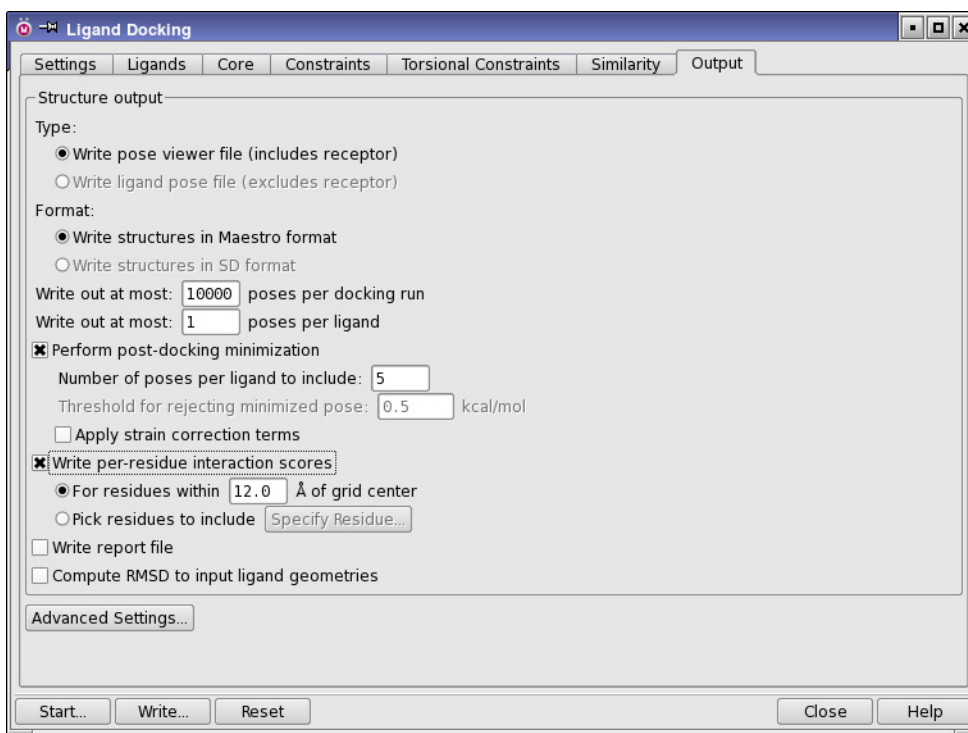 Ligand Docking
Settings Ligands Core Constraints Torsional Constraints Similarity Output
Structure output
Type:
Write pose viewer file (includes receptor)
Write ligand pose file (excludes receptor)
Format:
Write structures in Maestro format
Write structures in SD format
Write out at most: 10000 poses per docking run
Write out at most: 1 poses per ligand
Perform post-docking minimization
Number of poses per ligand to include: 5
Threshold for rejecting minimized pose: 0.5 kcal/mol
Apply strain correction terms
Write per-residue interaction scores
For residues within 12.0 Å of grid center
Pick residues to include Specify Residue...
Write report file
Compute RMSD to input ligand geometries
Advanced Settings...
Start... Write... Reset Close Help